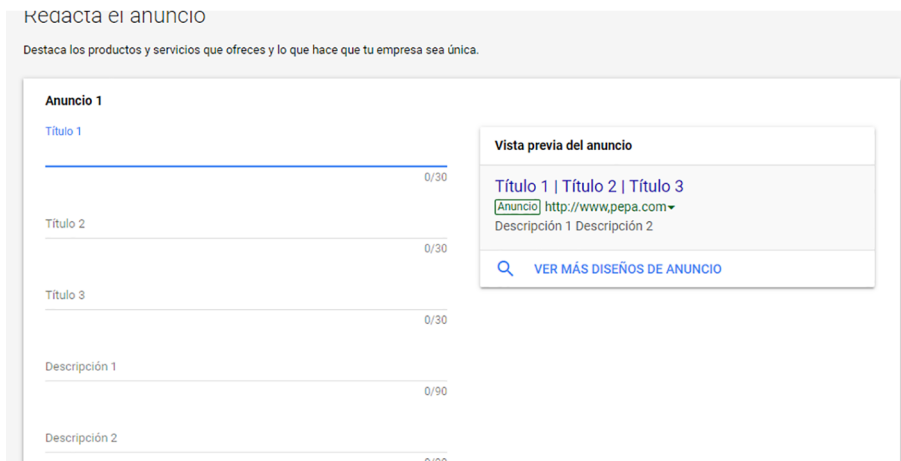 Redacta el anuncio
Destaca los productos y servicios que ofreces y lo que hace que tu empresa sea única.
Anuncio 1
Título 1
0/30
Título 2
0/30
Título 3
0/30
Descripción 1
0/90
Descripción 2
0/90
Vista previa del anuncio
Título 1 | Título 2 | Título 3
Anuncio http://www,pepa.com
Descripción 1 Descripción 2
VER MÁS DISEÑOS DE ANUNCIO